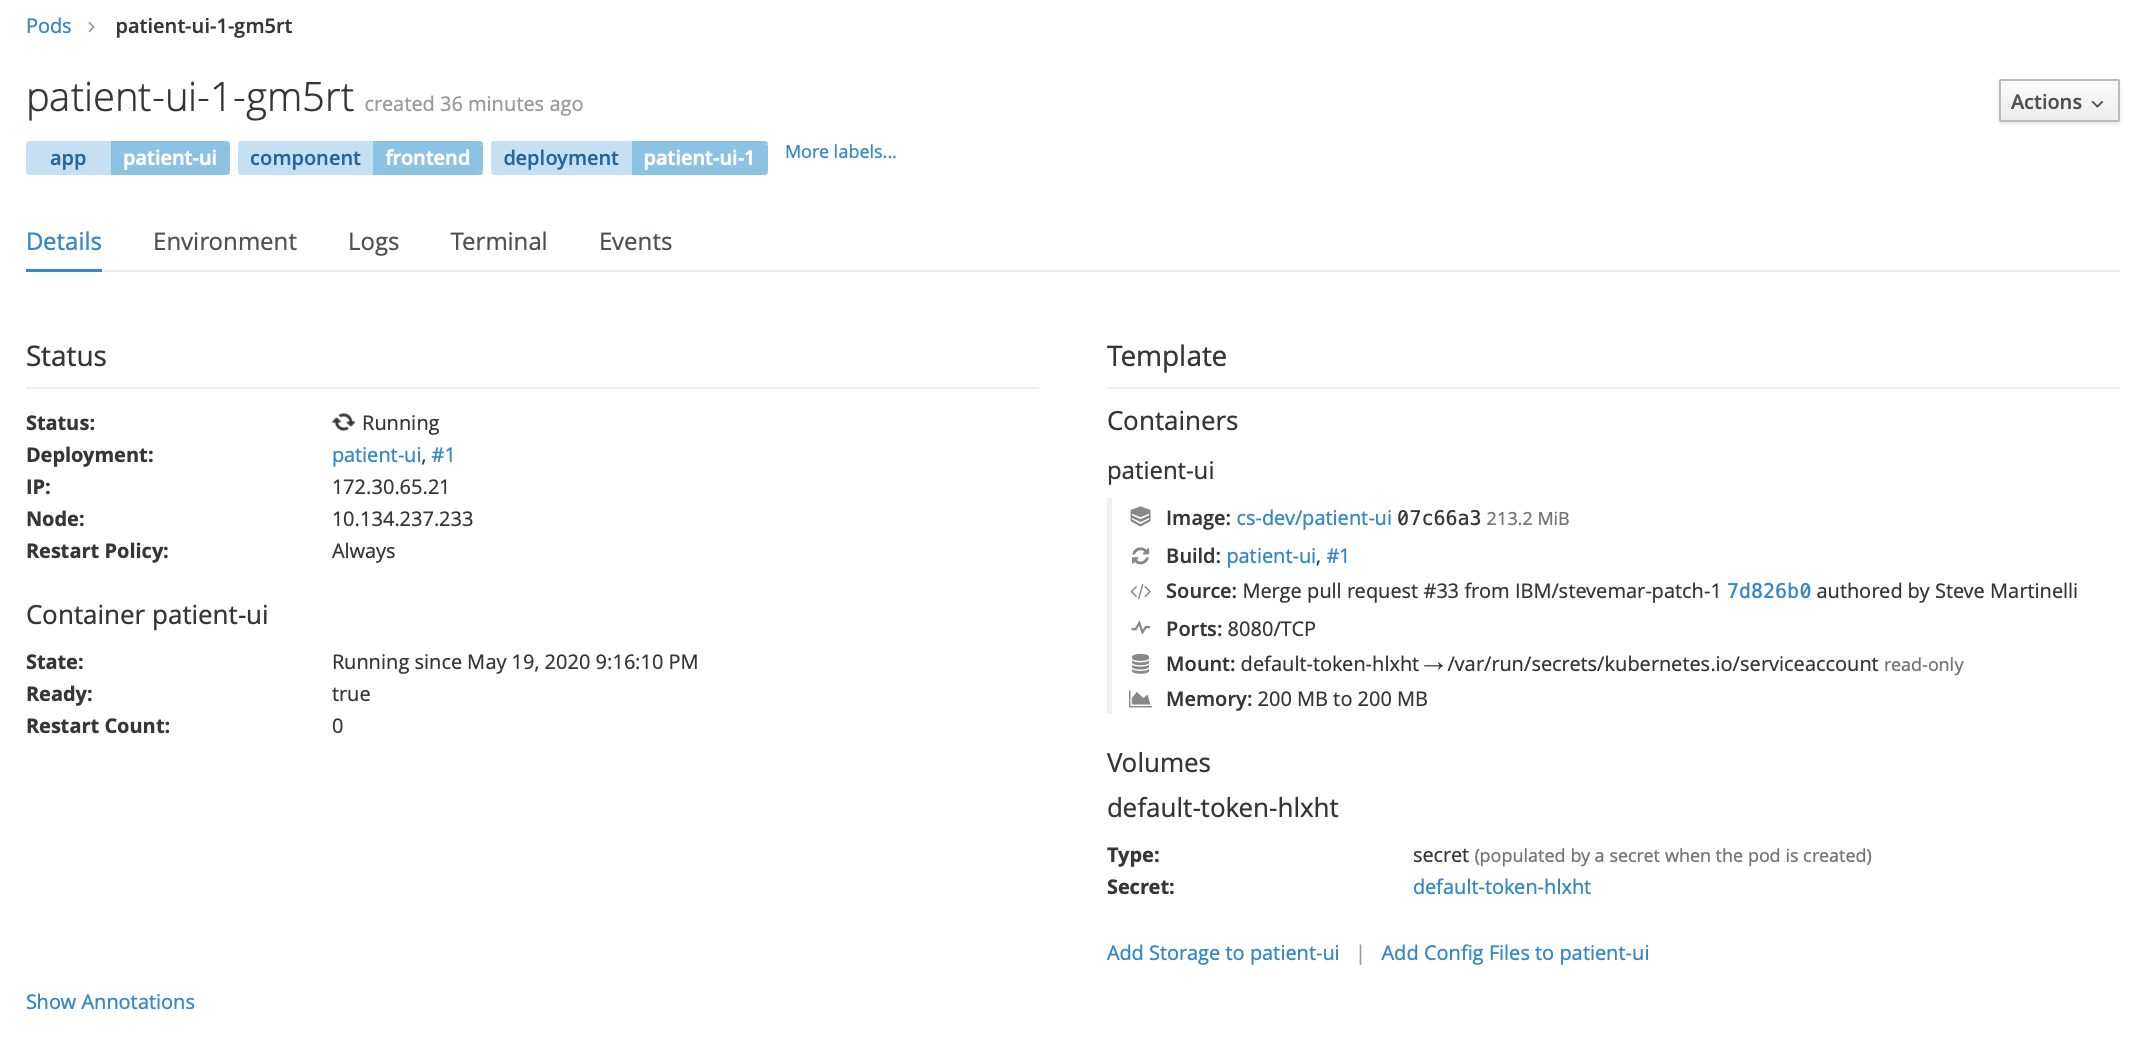 Pods > patient-ui-1-gm5rt
patient-ui-1-gm5rt created 36 minutes ago
Actions
app patient-ui component frontend deployment patient-ui-1 More labels...
Details Environment Logs Terminal Events
Status
Status: Running
Deployment: patient-ui, #1
IP: 172.30.65.21
Node: 10.134.237.233
Restart Policy: Always
Container patient-ui
State: Running since May 19, 2020 9:16:10 PM
Ready: true
Restart Count: 0
Template
Containers
patient-ui
Image: cs-dev/patient-ui 07c66a3 213.2 MiB
Build: patient-ui, #1
Source: Merge pull request #33 from IBM/stevemar-patch-1 7d826b0 authored by Steve Martinelli
Ports: 8080/TCP
Mount: default-token-hlxht → /var/run/secrets/kubernetes.io/serviceaccount read-only
Memory: 200 MB to 200 MB
Volumes
default-token-hlxht
Type: secret (populated by a secret when the pod is created)
Secret: default-token-hlxht
Add Storage to patient-ui | Add Config Files to patient-ui
Show Annotations